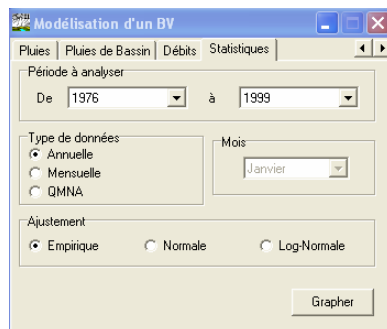 Modélisation d'un BV
Pluies Pluies de Bassin Débits Statistiques
Période à analyser
De 1976 à 1999
Type de données
Annuelle
Mensuelle
QMNA
Mois
Janvier
Ajustement
Empirique Normale Log-Normale
Grapher